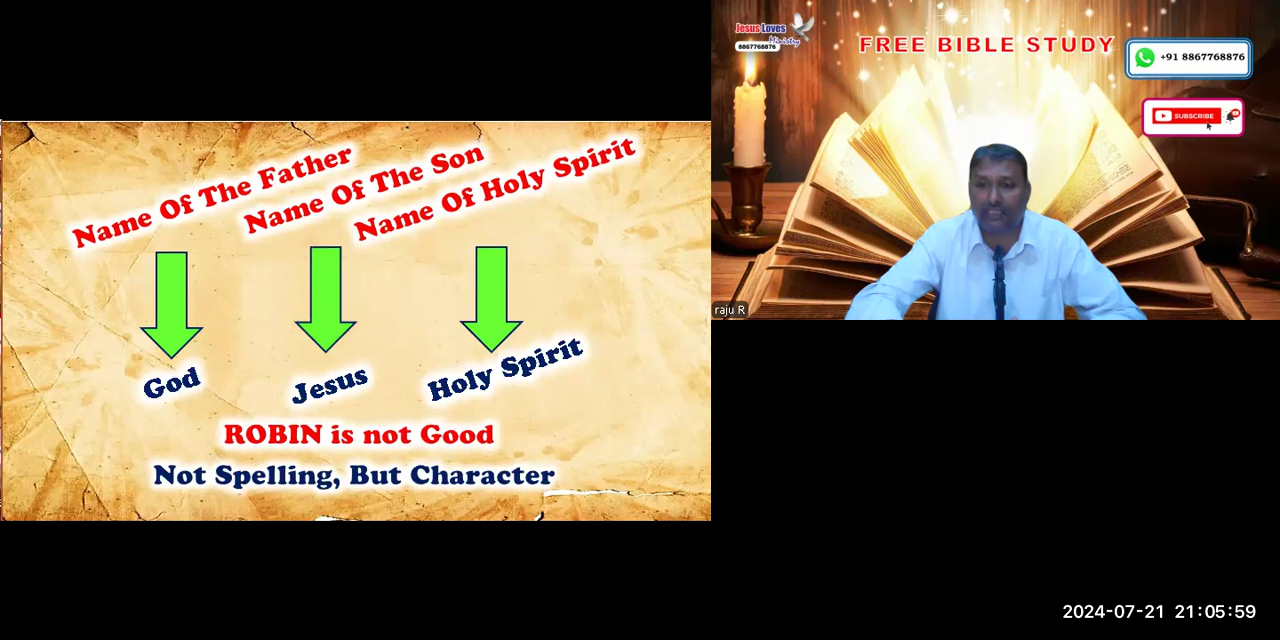 Name Of The Father
Name Of The Son
Name Of Holy Spirit
God
Jesus
Holy Spirit
ROBIN is not Good
Not Spelling, But Character
Jesus Loves
Ministry
8867768876
FREE BIBLE STUDY
+91 8867768876
SUBSCRIBE
raju R
2024-07-21 21:05:59